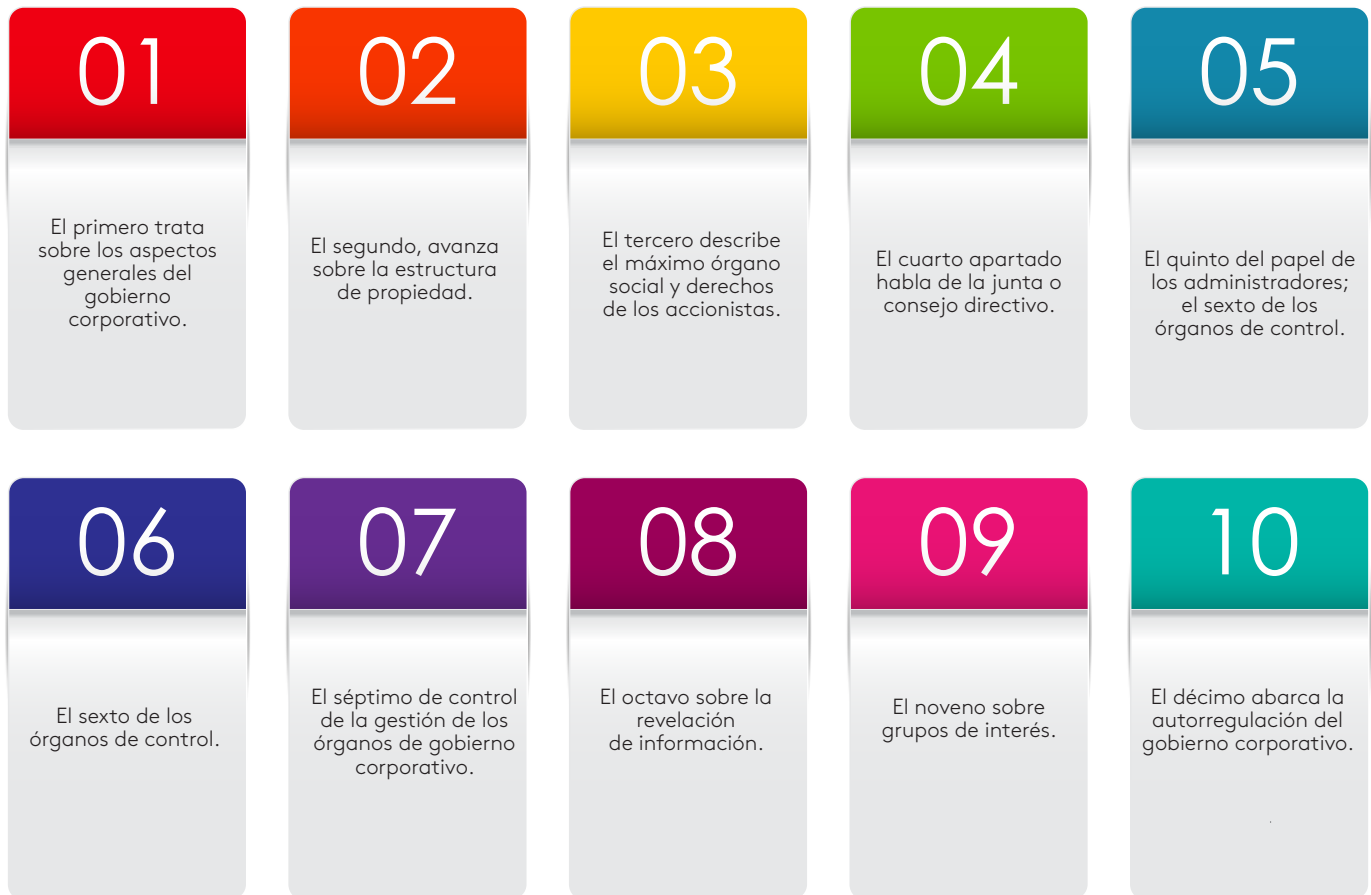 01
El primero trata
sobre los aspectos
generales del
gobierno
corporativo.
02
El segundo, avanza
sobre la estructura
de propiedad.
03
El tercero describe
el máximo órgano
social y derechos
de los accionistas.
04
El cuarto apartado
habla de la junta o
consejo directivo.
05
El quinto del papel de
los administradores;
el sexto de los
órganos de control.
06
El sexto de los
órganos de control.
07
El séptimo de control
de la gestión de los
órganos de gobierno
corporativo.
08
El octavo sobre la
revelación
de información.
09
El noveno sobre
grupos de interés.
10
El décimo abarca la
autorregulación del
gobierno corporativo.
.